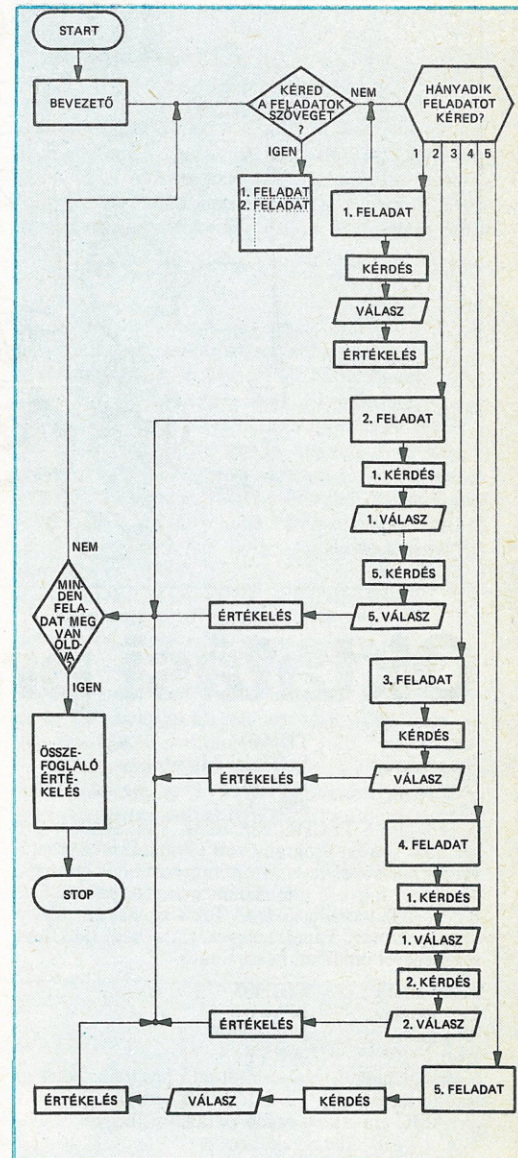 START
BEVEZETŐ
KÉRED
A FELADATOK
SZÖVEGÉT
?
NEM
IGEN
1. FELADAT
2. FELADAT
HÁNYADIK
FELADATOT
KÉRED?
1 2 3 4 5
1. FELADAT
KÉRDÉS
VÁLASZ
ÉRTÉKELÉS
2. FELADAT
1. KÉRDÉS
1. VÁLASZ
5. KÉRDÉS
5. VÁLASZ
ÉRTÉKELÉS
NEM
MIN-
DEN
FELA-
DAT MEG
VAN
OLD-
VA
?
IGEN
ÖSSZE-
FOGLALÓ
ÉRTÉ-
KELÉS
STOP
3. FELADAT
KÉRDÉS
VÁLASZ
ÉRTÉKELÉS
4. FELADAT
1. KÉRDÉS
1. VÁLASZ
2. KÉRDÉS
2. VÁLASZ
ÉRTÉKELÉS
5. FELADAT
KÉRDÉS
VÁLASZ
ÉRTÉKELÉS